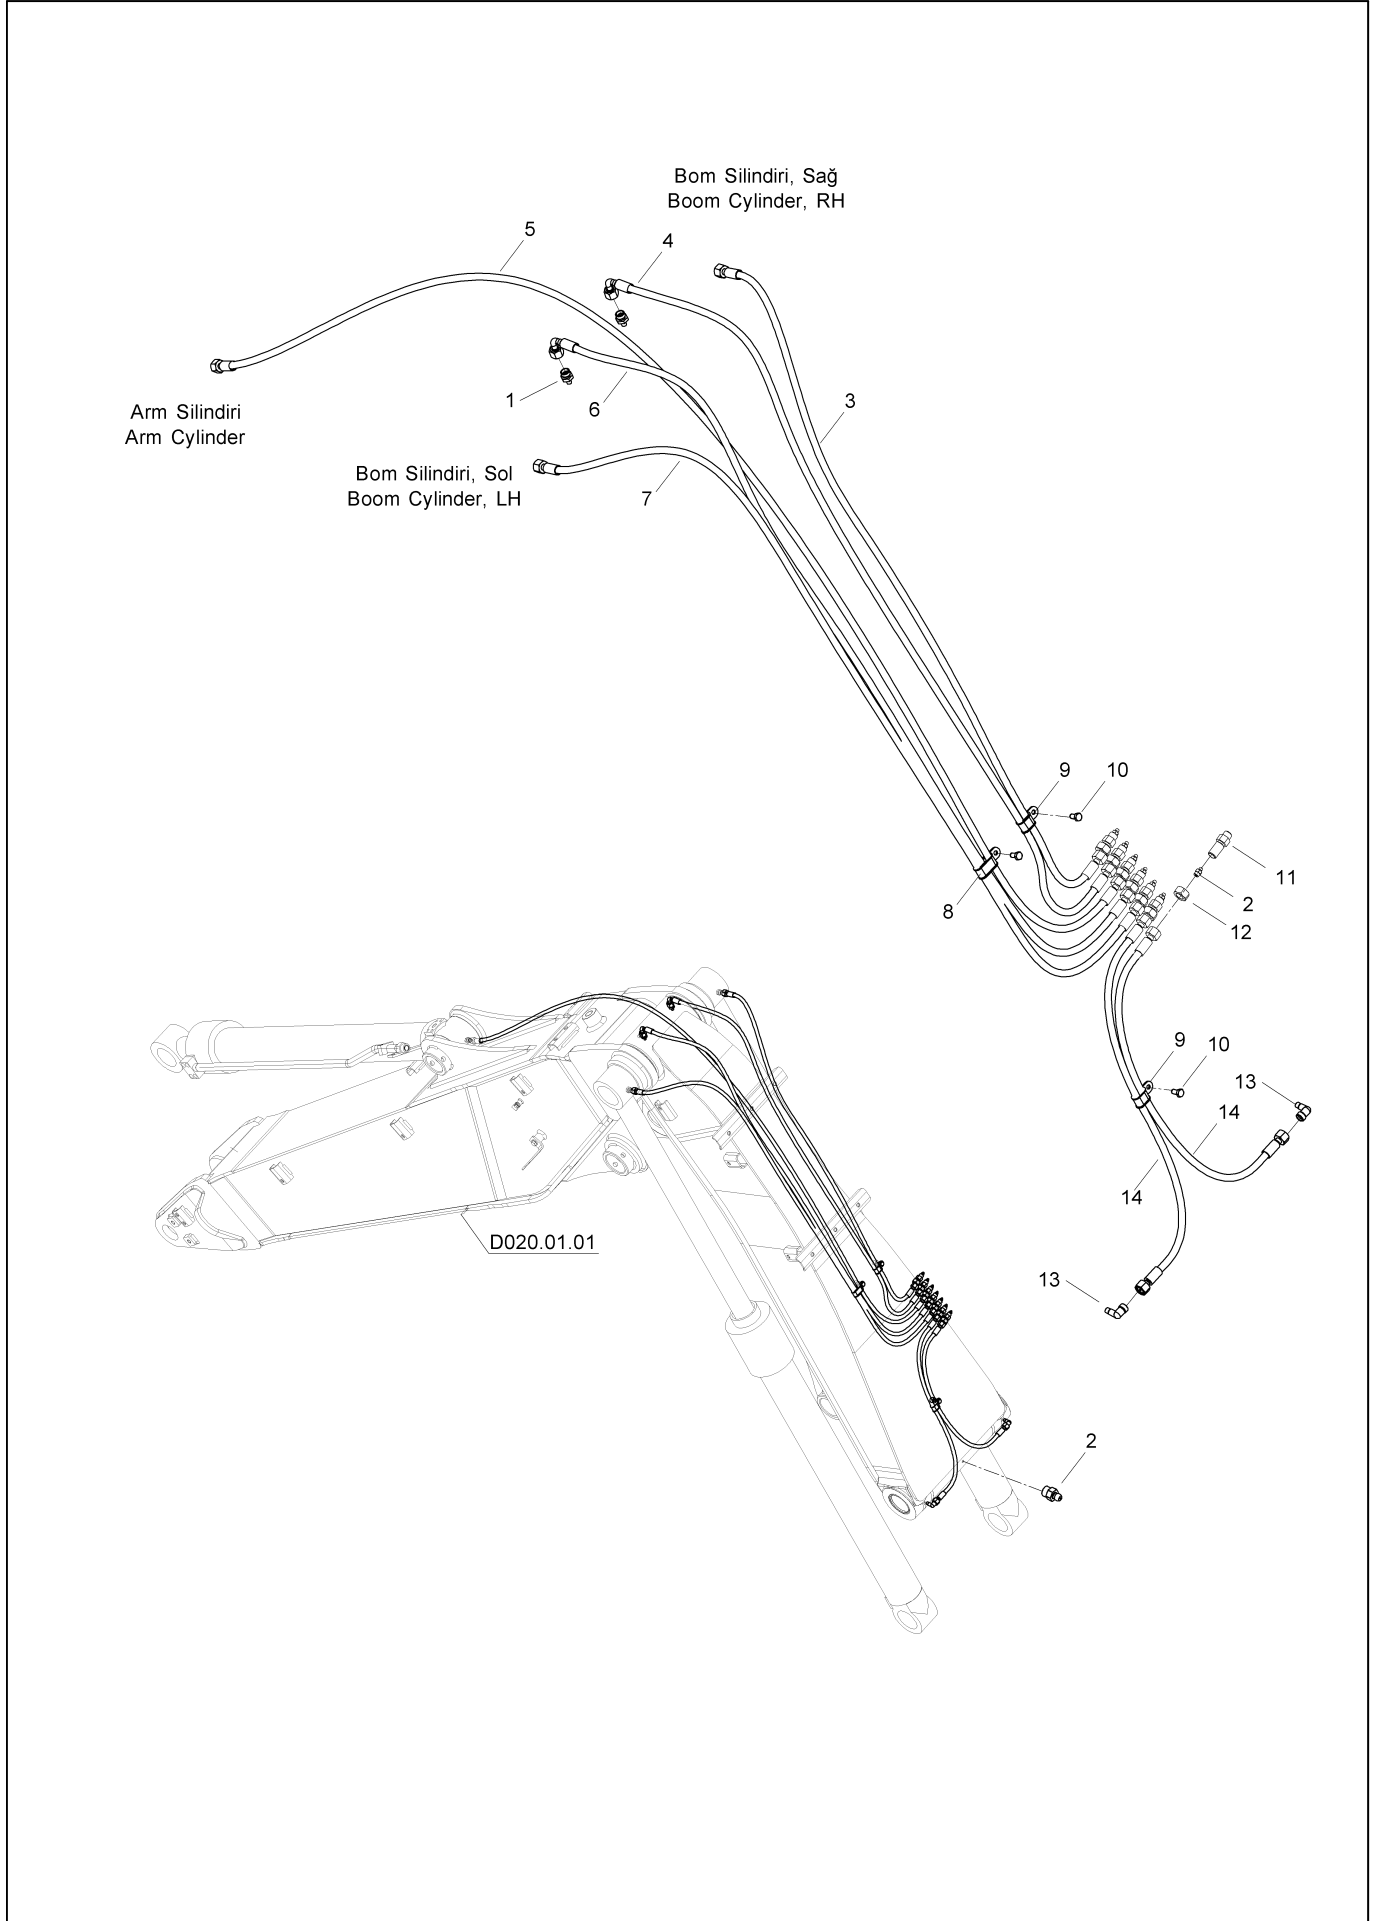 Bom Silindiri, Sağ
Boom Cylinder, RH
5
4
1
6
3
Arm Silindiri
Arm Cylinder
Bom Silindiri, Sol
Boom Cylinder, LH
7
9
10
11
8
2
12
9
10
13
14
14
D020.01.01
13
2